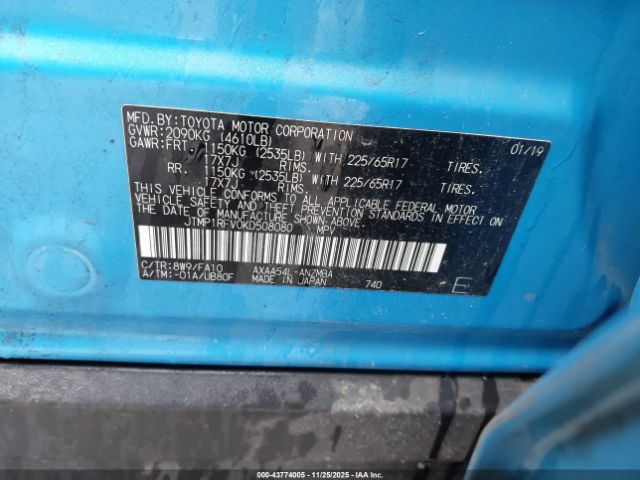 MFD.BY:TOYOTA MOTOR CORPORATION 01/19
GVWR:2090KG (4610LB)
GAWR:FRT. 1150KG (2535LB) WITH 225/65R17 TIRES.
17X7J RIMS.
RR. 1150KG (2535LB) WITH 225/65R17 TIRES.
17X7J RIMS.
THIS VEHICLE CONFORMS TO ALL APPLICABLE FEDERAL MOTOR
VEHICLE SAFETY AND THEFT PREVENTION STANDARDS IN EFFECT
ON THE DATE OF MANUFACTURE SHOWN ABOVE.
JTMP1RFV0KD508080 MPV
C/TR:8W9/FA10 AXAA54L-ANZMBA
A/TM:-01A/UB80F MADE IN JAPAN 740 E
000-43774005 11/25/2025 IAA Inc.